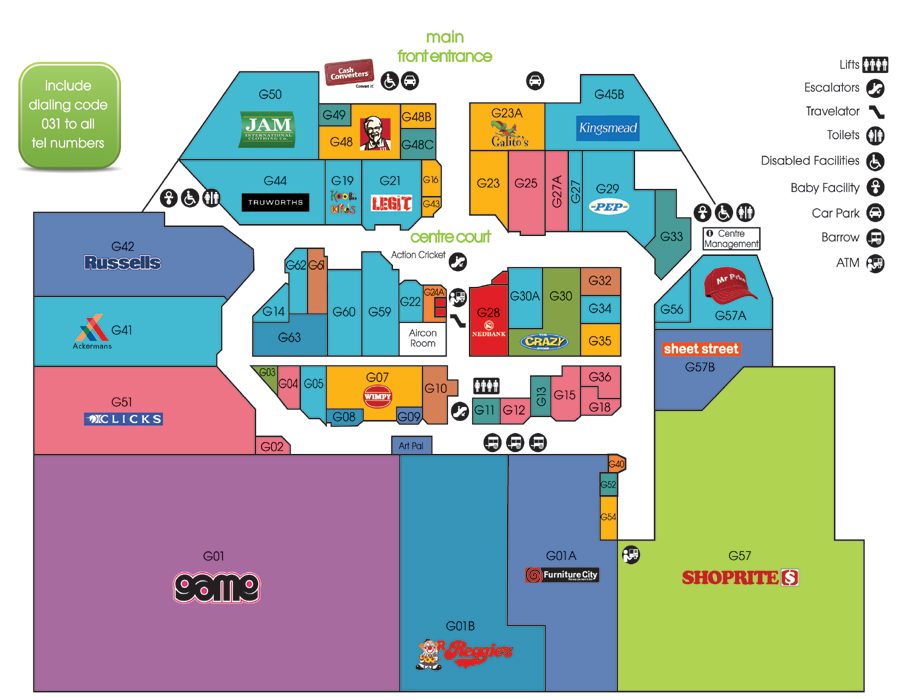 main
front entrance
Include
dialing code
031 to all
tel numbers
Cash
Converters
Lifts
Escalators
Travelator
Toilets
Disabled Facilities
Baby Facility
Car Park
Barrow
ATM
G50
JAM
INTERNATIONAL
CLOTHING CO.
G49
G48
KFC
G48B
G48C
G23A
Galito's
G45B
Kingsmead
G44
TRUWORTHS
G19
G21
LEGiT
G16
G43
G23
G25
G27A
G27
G29
-PEP-
G33
Centre
Management
centre court
Action Cricket
G42
Russells
G62
G61
G14
G63
G60
G59
G22
G24A
Aircon
Room
G28
NEDBANK
G30A
G30
CRAZY
G32
G34
G35
G56
Mr Price
G57A
sheet street
G57B
G41
Ackermans
G51
CLICKS
G03
G04
G05
G07
WIMPY
G08
G09
G10
G11
G12
G13
G15
G36
G18
G02
Art Pal
G40
G52
G54
G01
game
G01B
Reggies
G01A
Furniture City
G57
SHOPRITE S